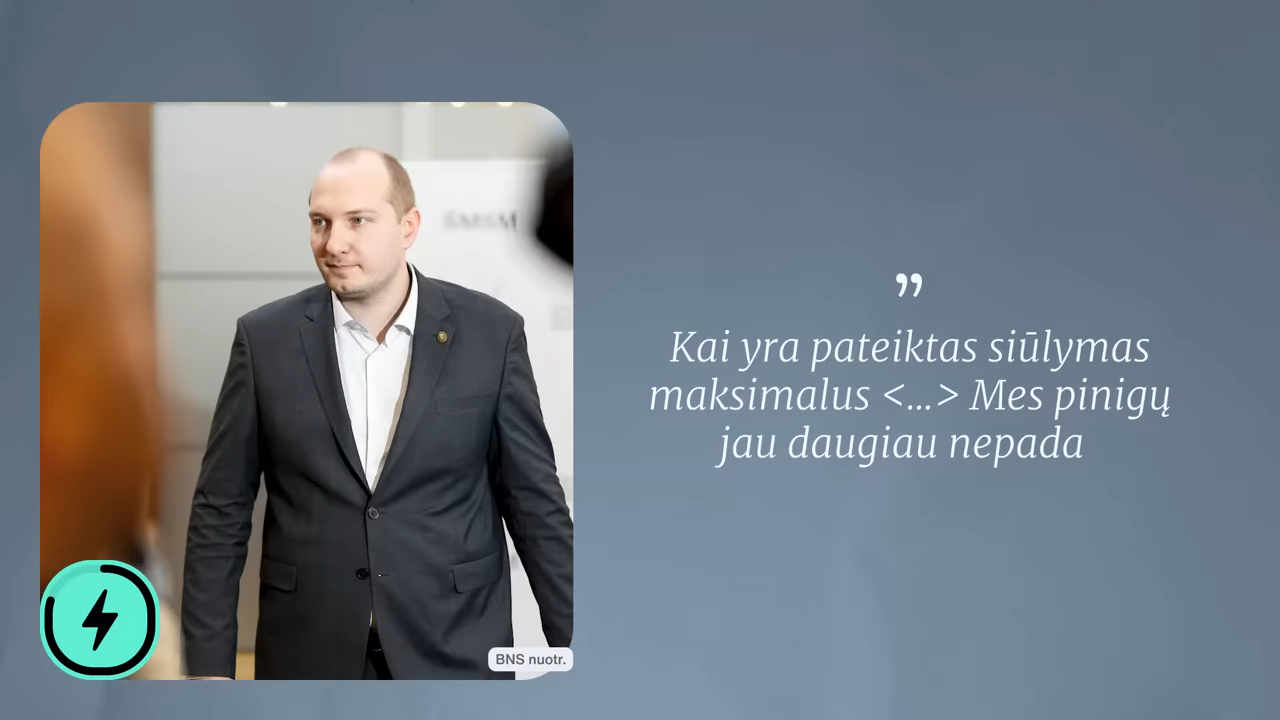 ”
Kai yra pateiktas siūlymas
maksimalus <...> Mes pinigų
jau daugiau nepada
BNS nuotr.